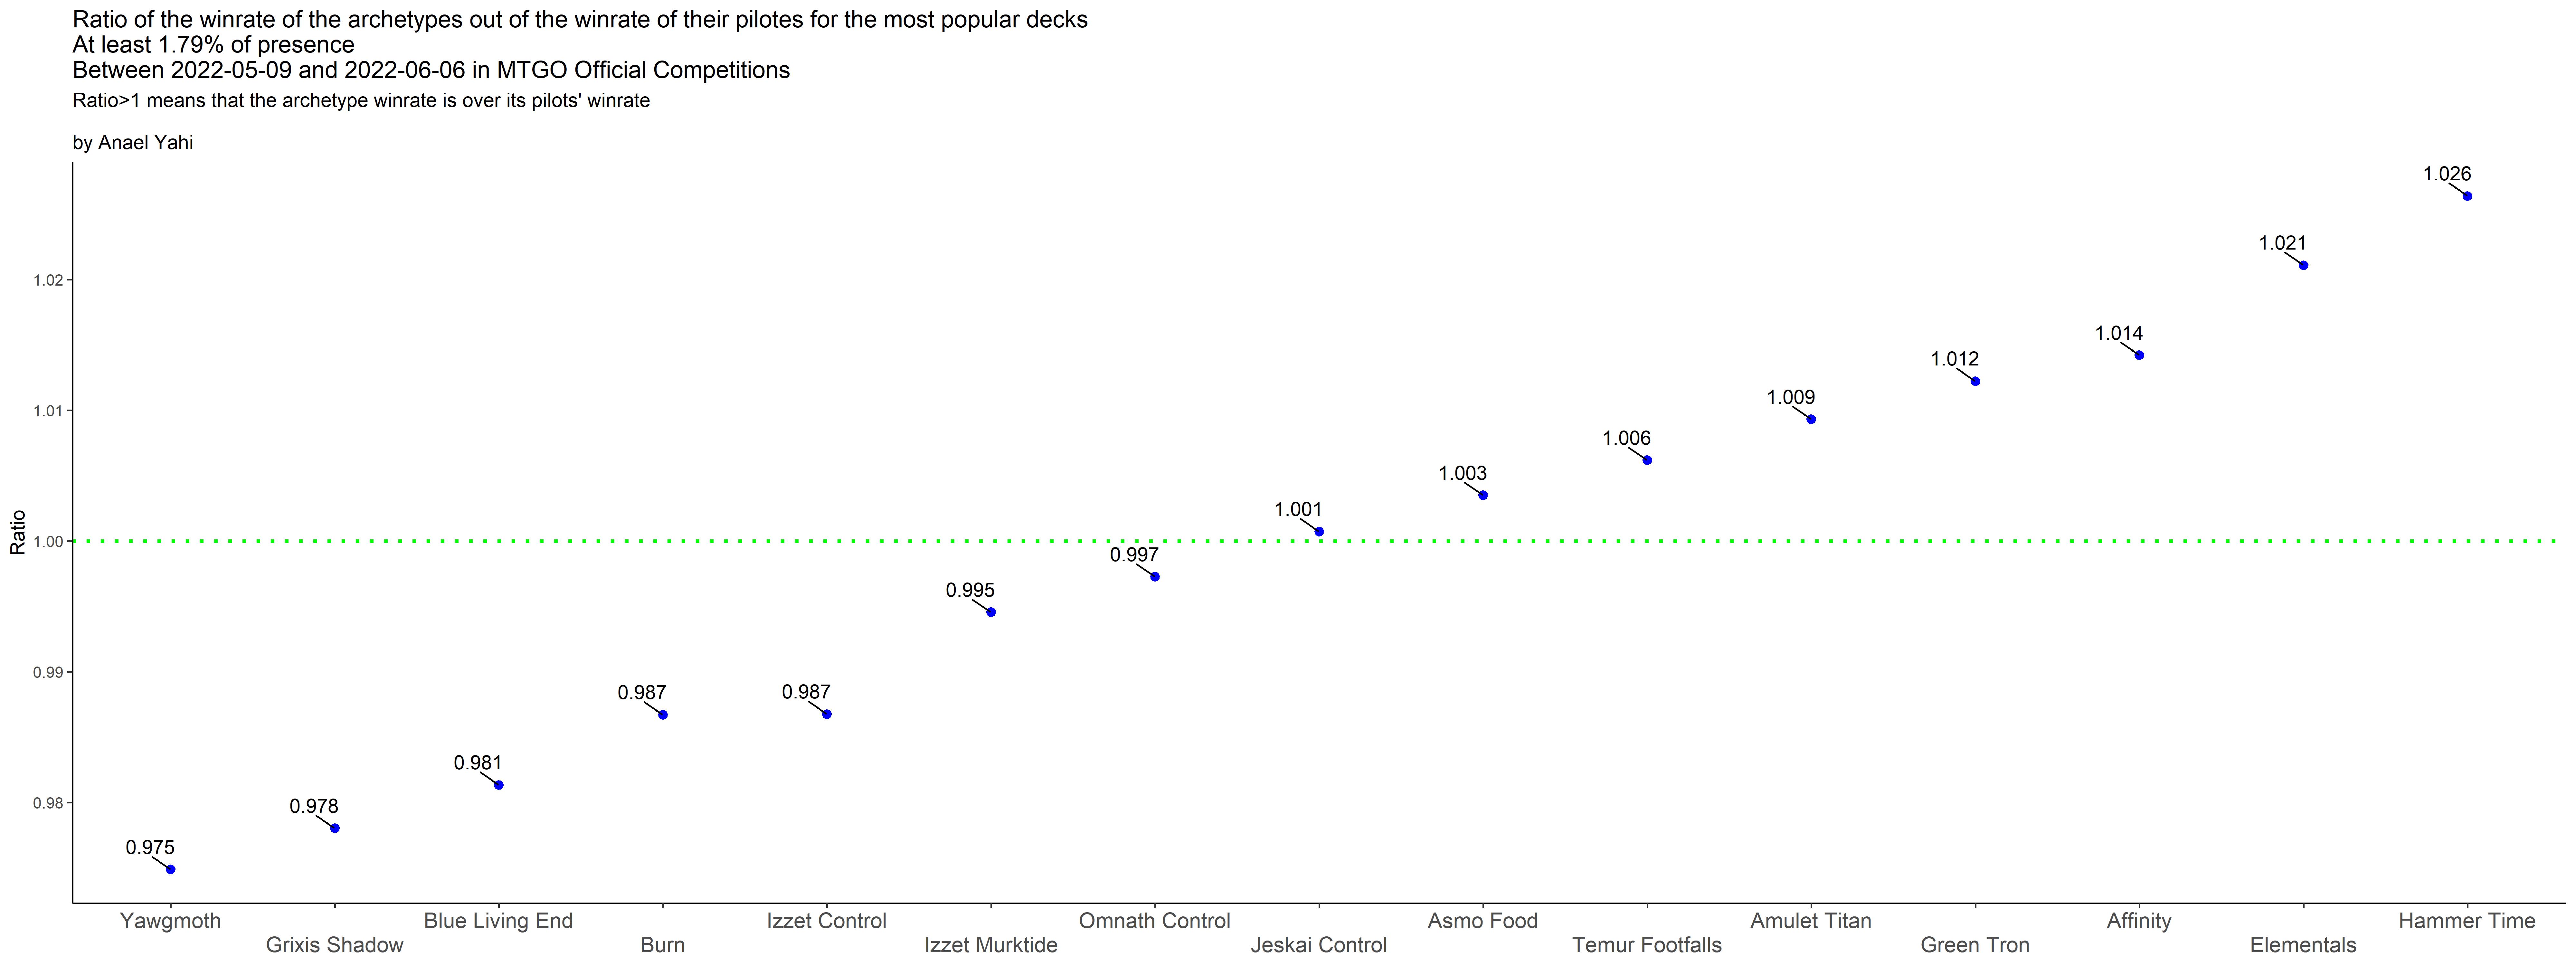 Ratio of the winrate of the archetypes out of the winrate of their pilotes for the most popular decks
At least 1.79% of presence
Between 2022-05-09 and 2022-06-06 in MTGO Official Competitions
Ratio>1 means that the archetype winrate is over its pilots' winrate
by Anael Yahi
1.026
1.021
1.02
1.014
1.012
1.01
1.009
1.006
1.003
1.001
Ratio
1.00
0.997
0.995
0.99
0.987
0.987
0.981
0.98
0.978
0.975
Yawgmoth
Grixis Shadow
Blue Living End
Burn
Izzet Control
Izzet Murktide
Omnath Control
Jeskai Control
Asmo Food
Temur Footfalls
Amulet Titan
Green Tron
Affinity
Elementals
Hammer Time